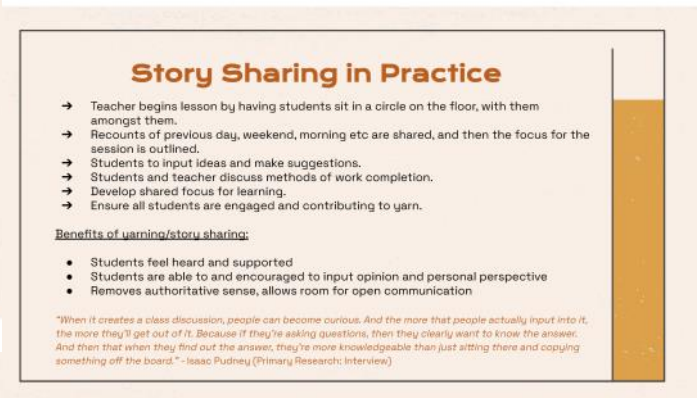 Story Sharing in Practice
➔ Teacher begins lesson by having students sit in a circle on the floor, with them
amongst them.
➔ Recounts of previous day, weekend, morning etc are shared, and then the focus for the
session is outlined.
➔ Students to input ideas and make suggestions.
➔ Students and teacher discuss methods of work completion.
➔ Develop shared focus for learning.
➔ Ensure all students are engaged and contributing to yarn.
Benefits of yarning/story sharing:
● Students feel heard and supported
● Students are able to and encouraged to input opinion and personal perspective
● Removes authoritative sense, allows room for open communication
"When it creates a class discussion, people can become curious. And the more that people actually input into it,
the more they'll get out of it. Because if they're asking questions, then they clearly want to know the answer.
And then that when they find out the answer, they're more knowledgeable than just sitting there and copying
something off the board." - Isaac Pudney (Primary Research: Interview)